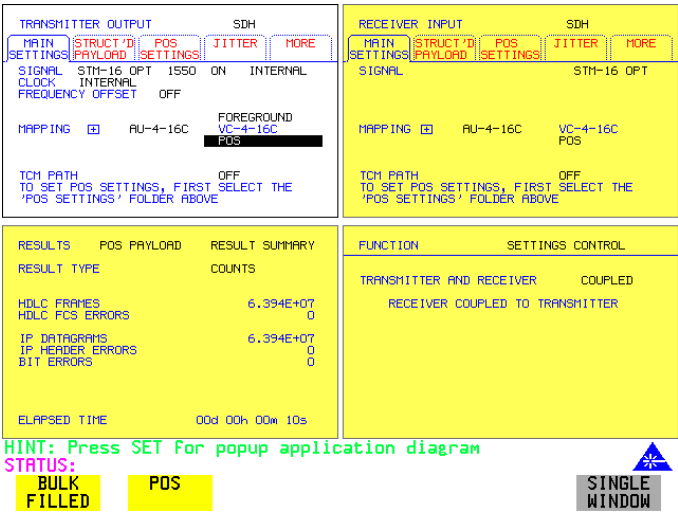 TRANSMITTER OUTPUT SDH
MAIN SETTINGS STRUCT'D PAYLOAD POS SETTINGS JITTER MORE
SIGNAL STM-16 OPT 1550 ON INTERNAL
CLOCK INTERNAL
FREQUENCY OFFSET OFF
FOREGROUND
MAPPING + AU-4-16C VC-4-16C
POS
TCM PATH OFF
TO SET POS SETTINGS, FIRST SELECT THE
'POS SETTINGS' FOLDER ABOVE
RECEIVER INPUT SDH
MAIN SETTINGS STRUCT'D PAYLOAD POS SETTINGS JITTER MORE
SIGNAL STM-16 OPT
MAPPING + AU-4-16C VC-4-16C
POS
TCM PATH OFF
TO SET POS SETTINGS, FIRST SELECT THE
'POS SETTINGS' FOLDER ABOVE
RESULTS POS PAYLOAD RESULT SUMMARY
RESULT TYPE COUNTS
HDLC FRAMES 6.394E+07
HDLC FCS ERRORS 0
IP DATAGRAMS 6.394E+07
IP HEADER ERRORS 0
BIT ERRORS 0
ELAPSED TIME 00d 00h 00m 10s
FUNCTION SETTINGS CONTROL
TRANSMITTER AND RECEIVER COUPLED
RECEIVER COUPLED TO TRANSMITTER
HINT: Press SET for popup application diagram
STATUS:
BULK FILLED
POS
SINGLE WINDOW